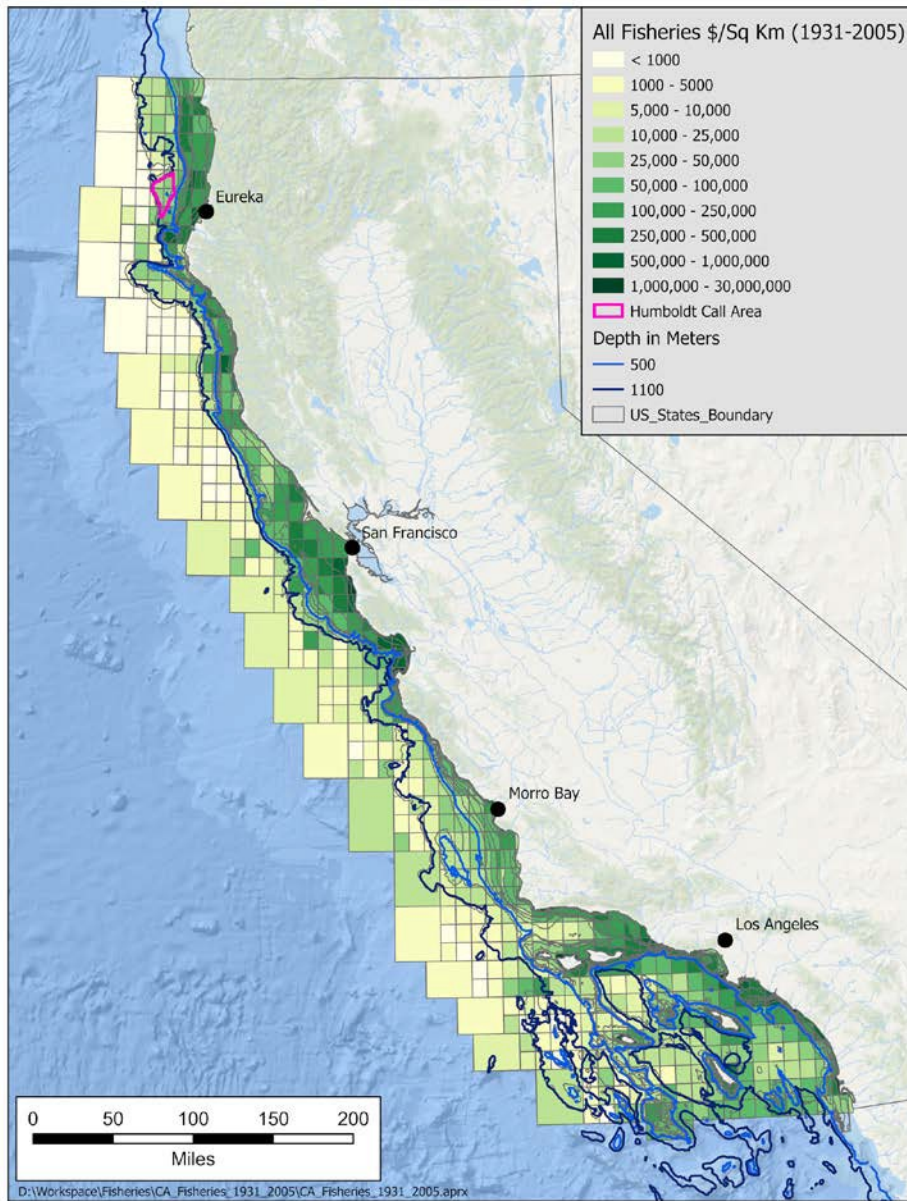 All Fisheries $/Sq Km (1931-2005)
< 1000
1000 - 5000
5,000 - 10,000
10,000 - 25,000
25,000 - 50,000
50,000 - 100,000
100,000 - 250,000
250,000 - 500,000
500,000 - 1,000,000
1,000,000 - 30,000,000
Humboldt Call Area
Depth in Meters
500
1100
US_States_Boundary
Eureka
San Francisco
Morro Bay
Los Angeles
0 50 100 150 200
Miles
D:\Workspace\Fisheries\CA_Fisheries_1931_2005\CA_Fisheries_1931_2005.aprx